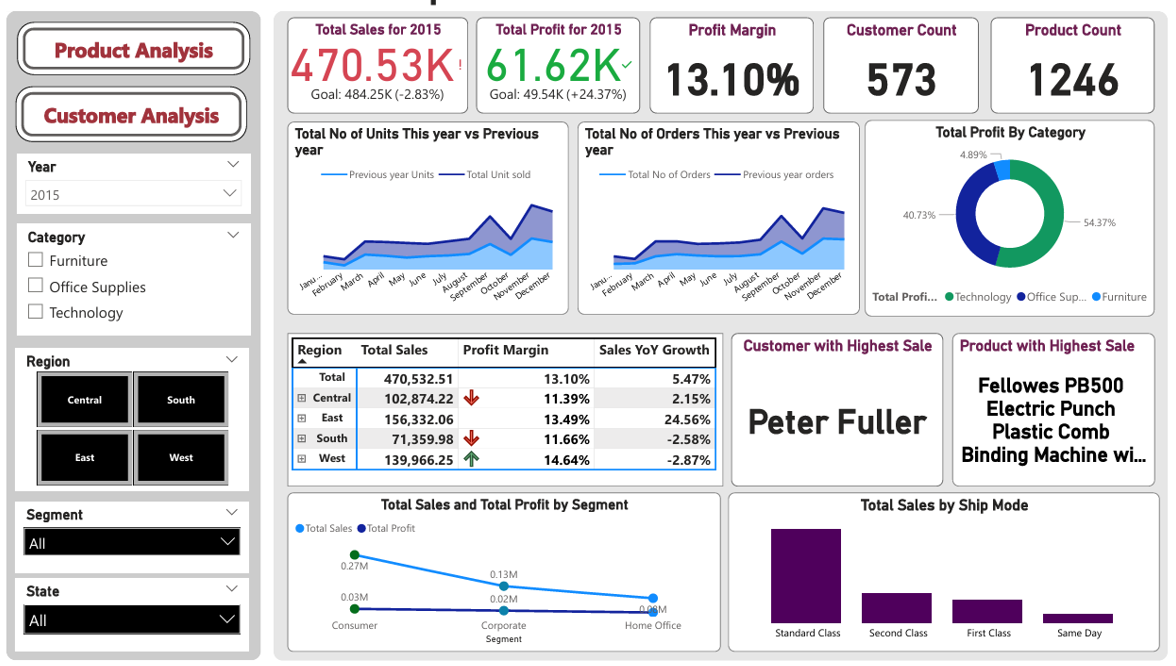 Product Analysis
Customer Analysis
Year
2015
Category
Furniture
Office Supplies
Technology
Region
Central
South
East
West
Segment
All
State
All
Total Sales for 2015
470.53K!
Goal: 484.25K (-2.83%)
Total Profit for 2015
61.62K
Goal: 49.54K (+24.37%)
Profit Margin
13.10%
Customer Count
573
Product Count
1246
Total No of Units This year vs Previous
year
Previous year Units Total Unit sold
Janu... February March April May June July August September October November December
Total No of Orders This year vs Previous
year
Total No of Orders Previous year orders
Janu... February March April May June July August September October November December
Total Profit By Category
4.89%
40.73%
54.37%
Total Profi... Technology Office Sup... Furniture
Region Total Sales Profit Margin Sales YoY Growth
Total 470,532.51 13.10% 5.47%
Central 102,874.22 11.39% 2.15%
East 156,332.06 13.49% 24.56%
South 71,359.98 11.66% -2.58%
West 139,966.25 14.64% -2.87%
Customer with Highest Sale
Peter Fuller
Product with Highest Sale
Fellowes PB500
Electric Punch
Plastic Comb
Binding Machine wi...
Total Sales and Total Profit by Segment
Total Sales Total Profit
0.27M
0.13M
0.03M
0.02M
Consumer Corporate Home Office
Segment
Total Sales by Ship Mode
Standard Class Second Class First Class Same Day